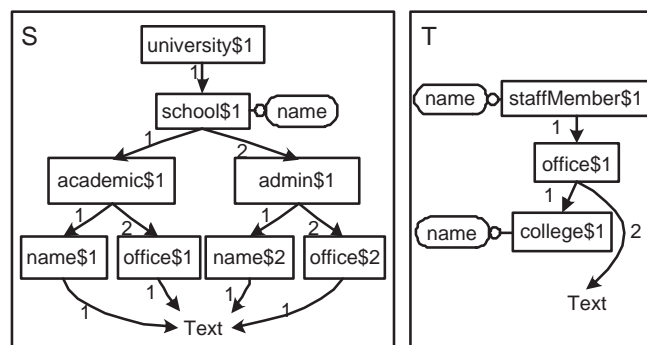 S
university$1
1
school$1 name
1 2
academic$1 admin$1
1 2 1 2
name$1 office$1 name$2 office$2
1 1 1 1
Text
T
name staffMember$1
1
office$1
1
name college$1 2
Text